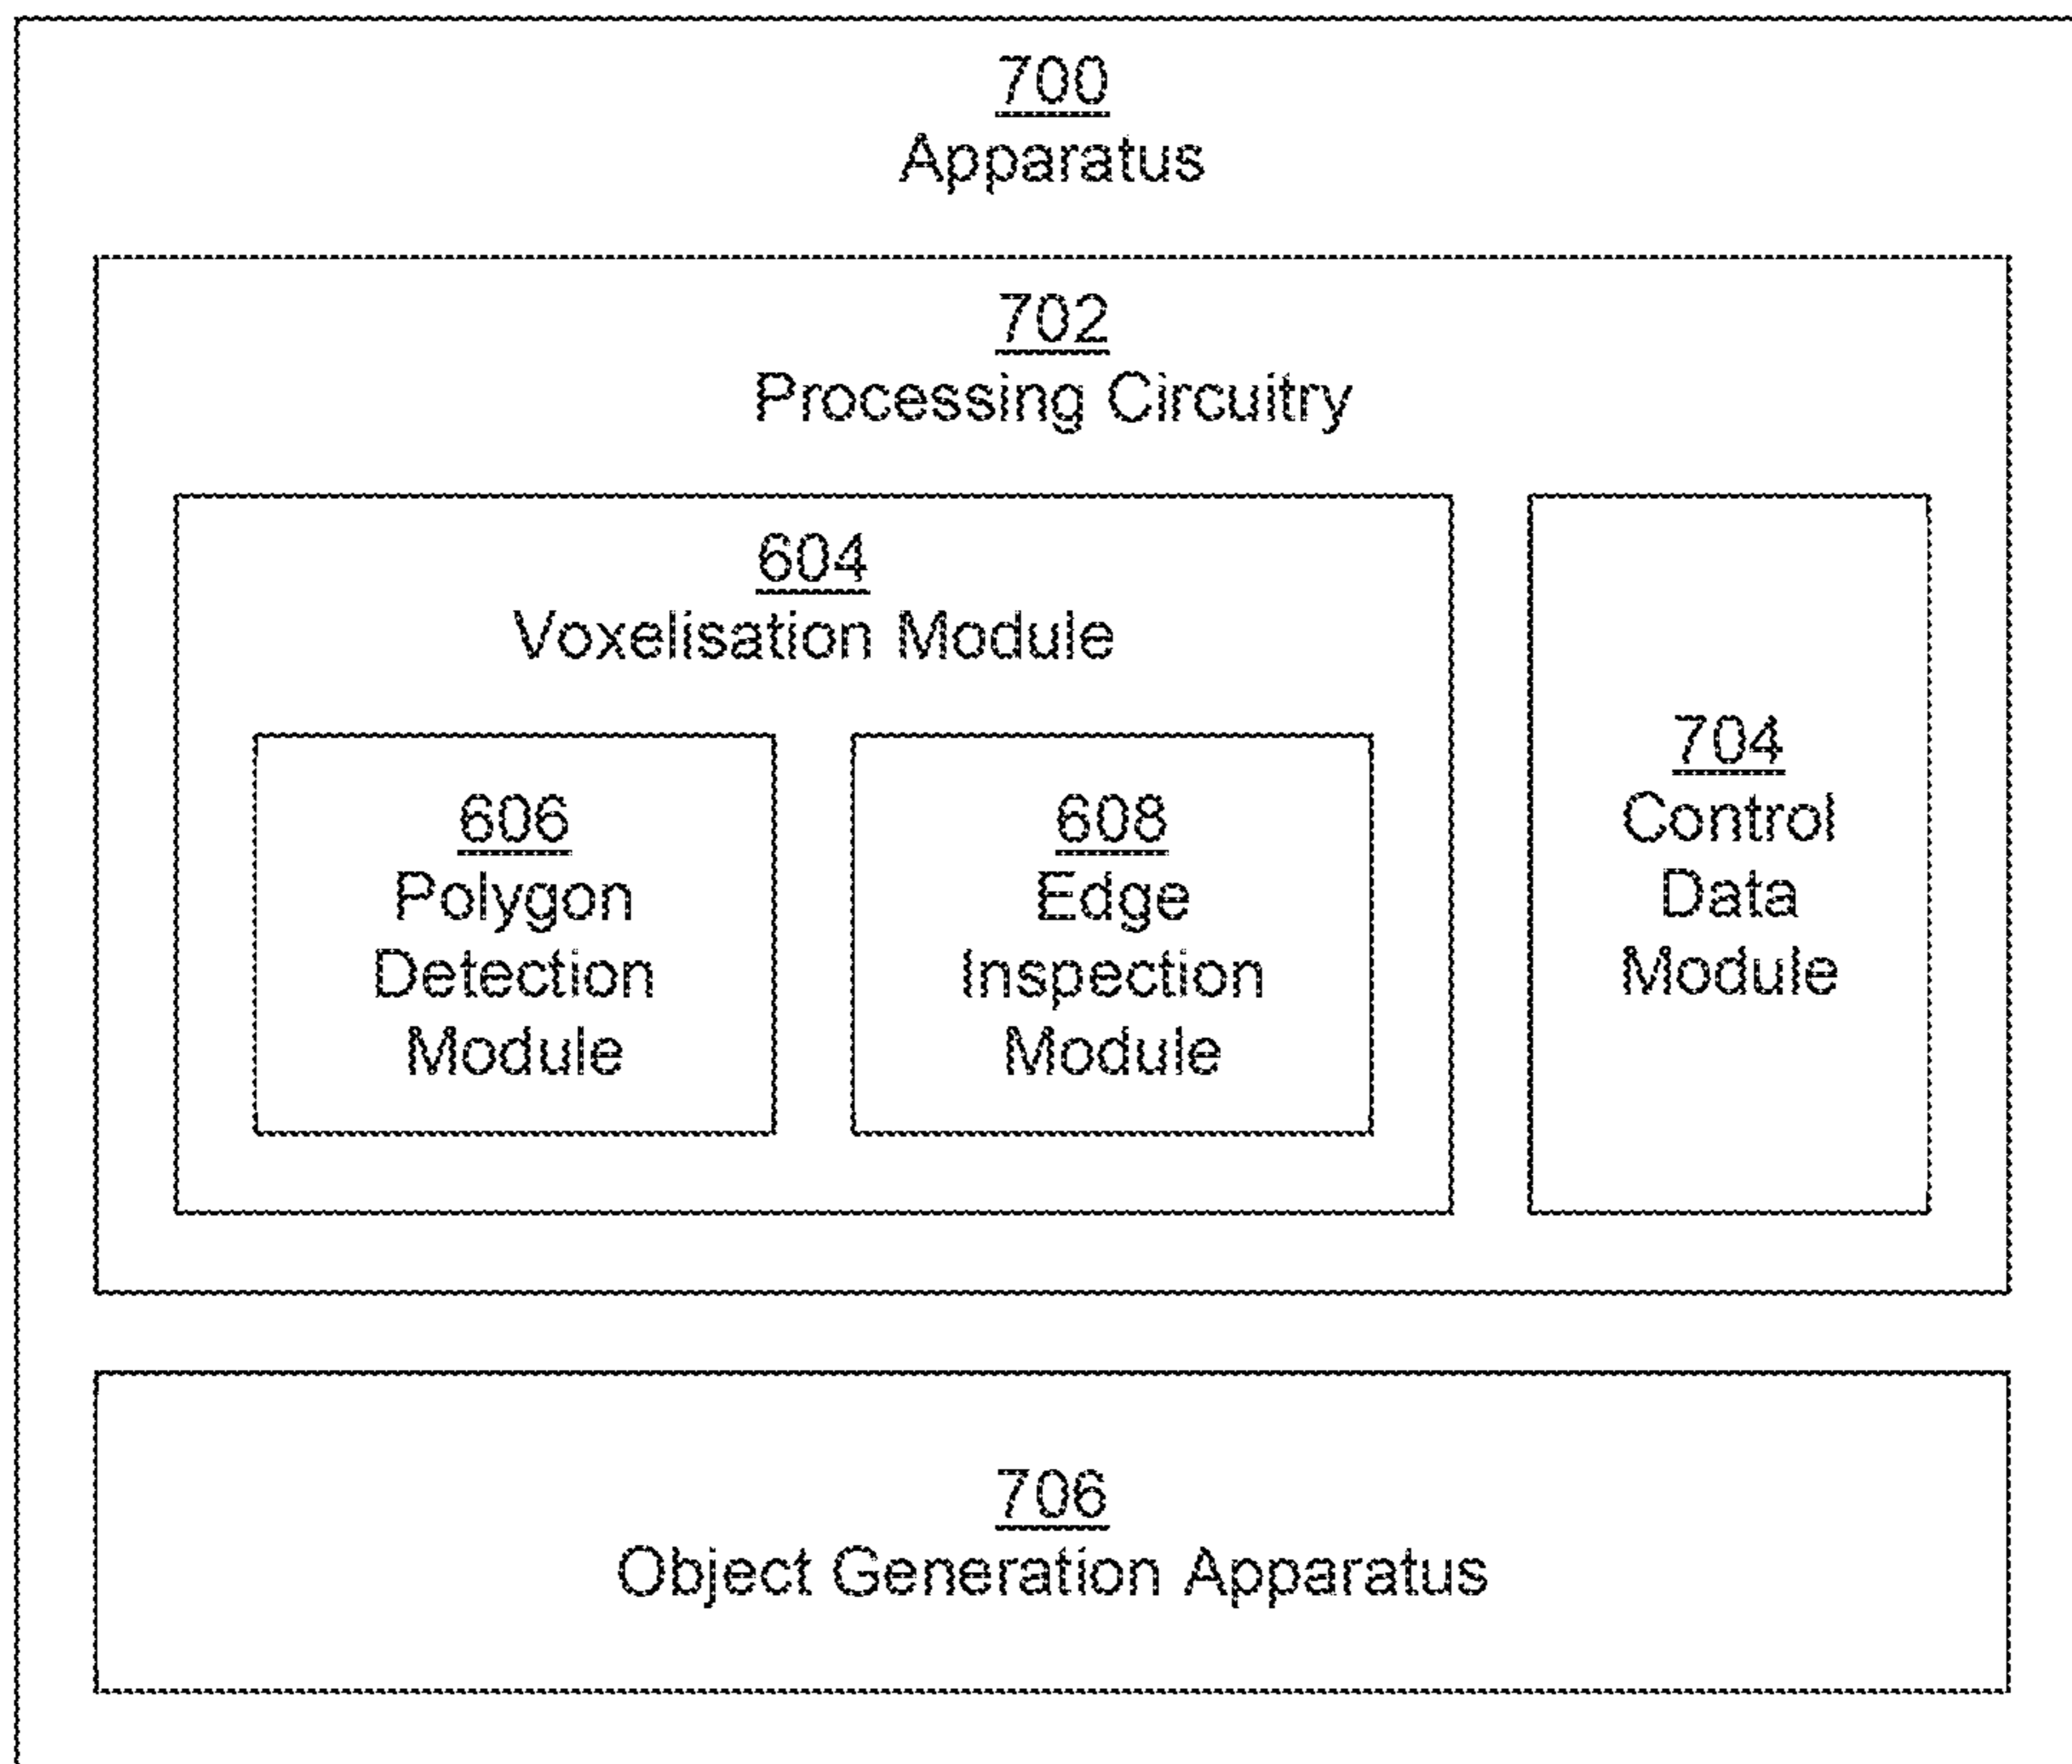 700
Apparatus
702
Processing Circuitry
604
Voxelisation Module
606
Polygon
Detection
Module
608
Edge
Inspection
Module
704
Control
Data
Module
706
Object Generation Apparatus